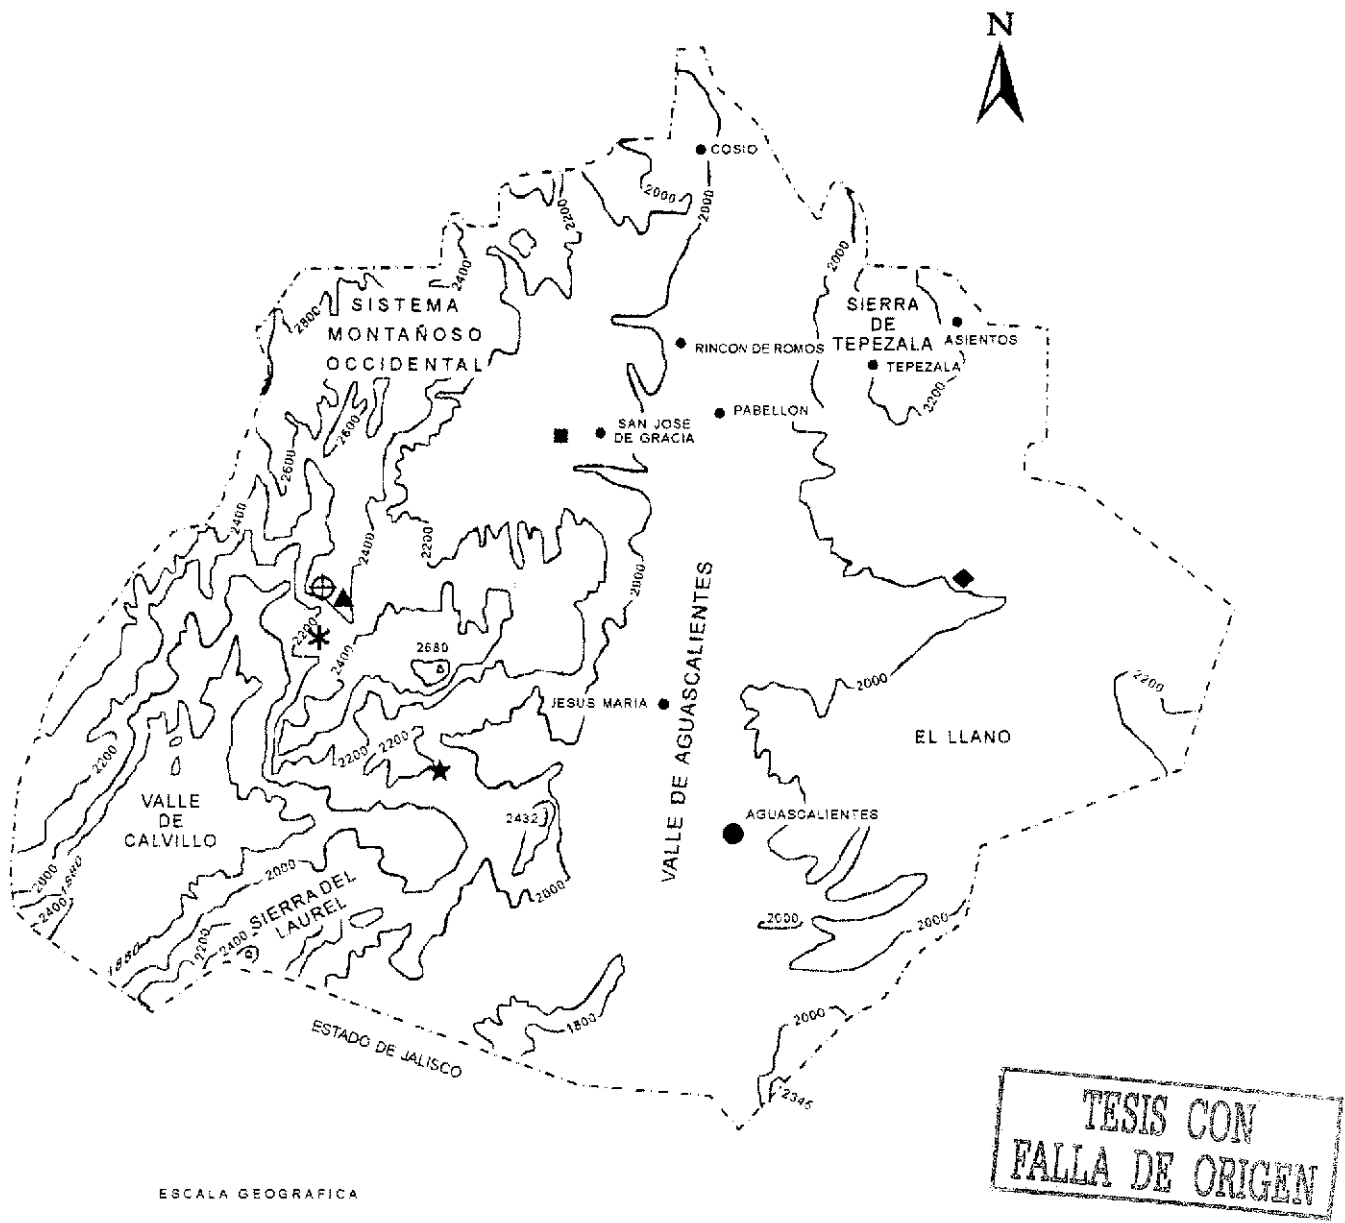 N
COSIO
2000
2000
2200
2400
2000
2800
SISTEMA
MONTAÑOSO
OCCIDENTAL
SIERRA
DE
TEPEZALA
ASIENTOS
RINCON DE ROMOS
TEPEZALA
2200
PABELLON
SAN JOSE
DE GRACIA
2600
2600
2400
2400
2200
2000
2200
2400
2680
VALLE DE AGUASCALIENTES
JESUS MARIA
2000
2200
EL LLANO
2200
2200
2200
VALLE
DE
CALVILLO
2432
AGUASCALIENTES
2000
2400
2000
SIERRA DEL
LAUREL
2000
2000
1880
2200
2400
1800
2000
ESTADO DE JALISCO
2346
TESIS CON
FALLA DE ORIGEN
ESCALA GEOGRAFICA